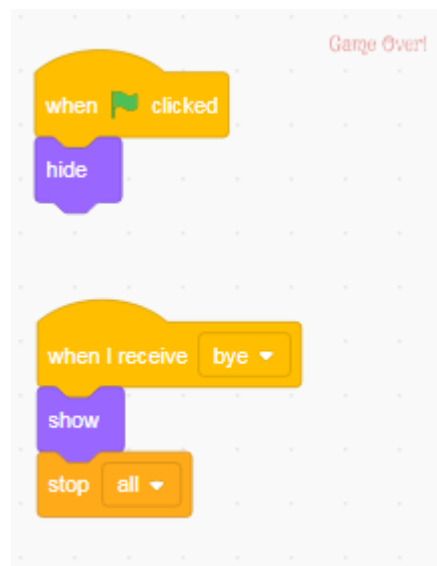 Game Over!
when clicked
hide
when I receive bye
show
stop all